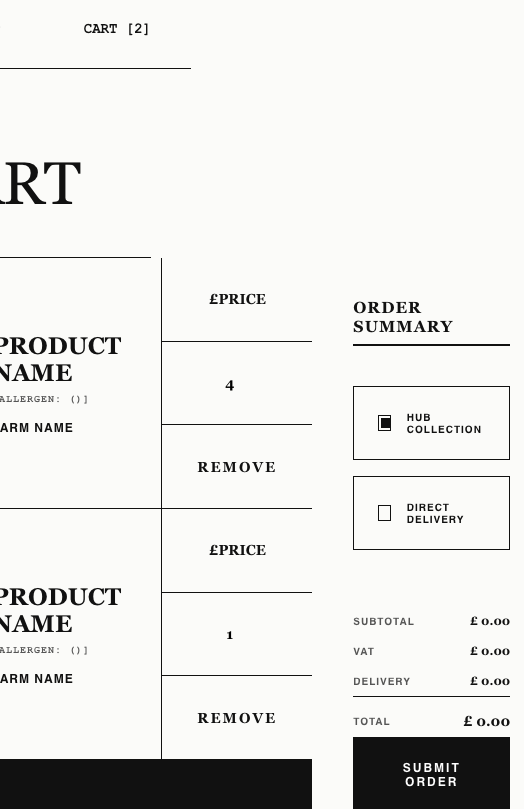 CART [2]
ART
£PRICE
PRODUCT
NAME
ALLERGEN: ()]
ARM NAME
4
REMOVE
£PRICE
PRODUCT
NAME
ALLERGEN: ()]
ARM NAME
1
REMOVE
ORDER
SUMMARY
HUB
COLLECTION
DIRECT
DELIVERY
SUBTOTAL £ 0.00
VAT £ 0.00
DELIVERY £ 0.00
TOTAL £ 0.00
SUBMIT
ORDER